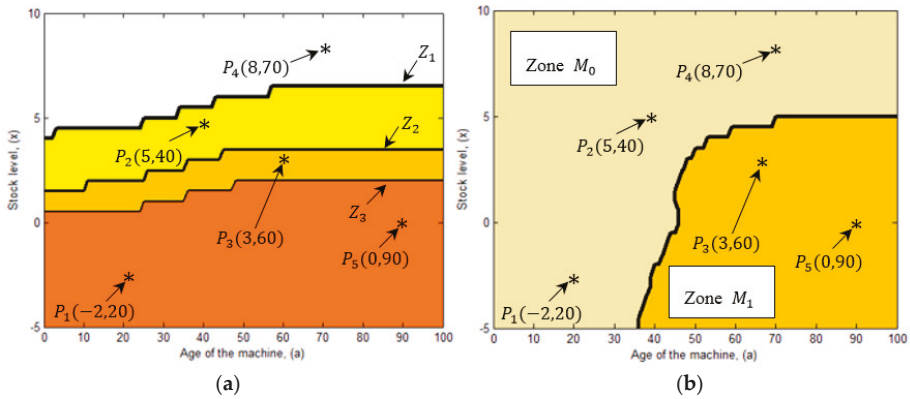 10
5
0
-5
Stock level, (x)
0 10 20 30 40 50 60 70 80 90 100
Age of the machine, (a)
P₄(8,70)
Z₁
P₂(5,40)
Z₂
P₃(3,60)
Z₃
P₅(0,90)
P₁(−2,20)
(a)
10
5
0
-5
Stock level, (x)
0 10 20 30 40 50 60 70 80 90 100
Age of the machine, (a)
Zone M₀
P₄(8,70)
P₂(5,40)
P₃(3,60)
P₅(0,90)
Zone M₁
P₁(−2,20)
(b)